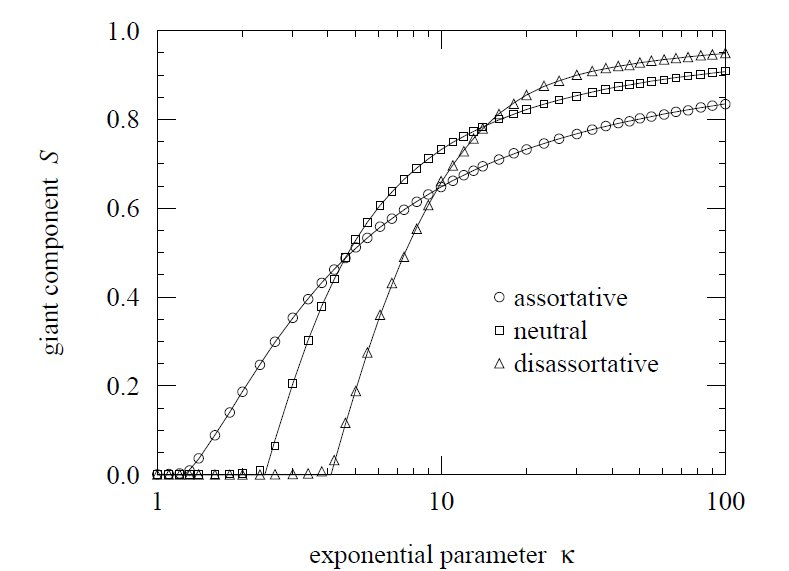 1.0
0.8
0.6
0.4
0.2
0.0
giant component S
assortative
neutral
disassortative
1 10 100
exponential parameter κ